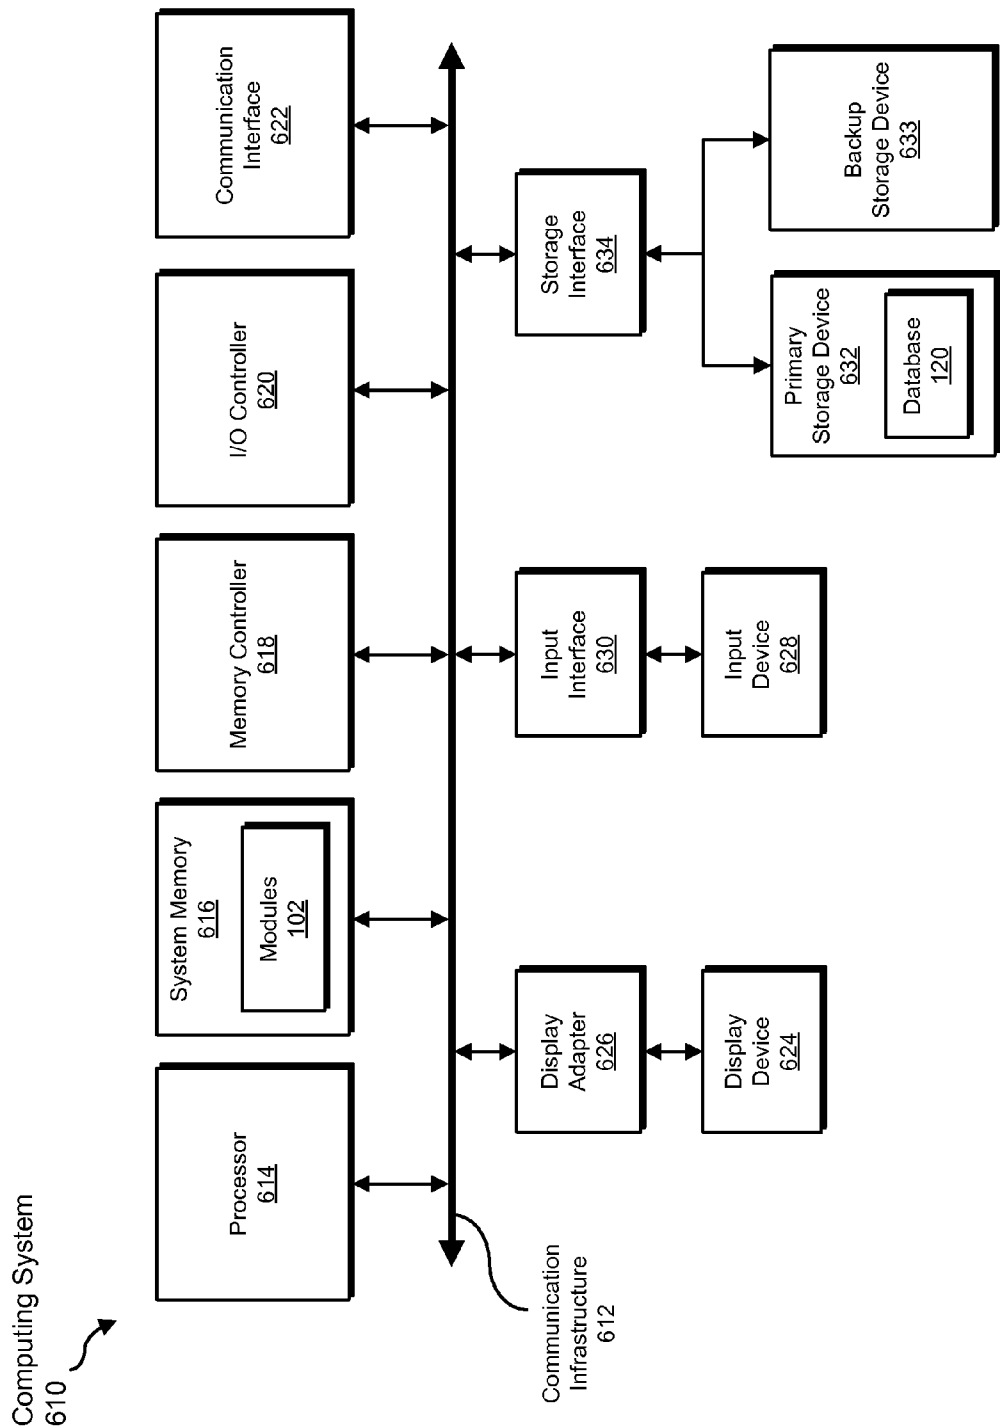 Computing System
610
Processor
614
System Memory
616
Modules
102
Memory Controller
618
I/O Controller
620
Communication
Interface
622
Communication
Infrastructure
612
Display
Adapter
626
Input
Interface
630
Storage
Interface
634
Display
Device
624
Input
Device
628
Primary
Storage Device
632
Database
120
Backup
Storage Device
633